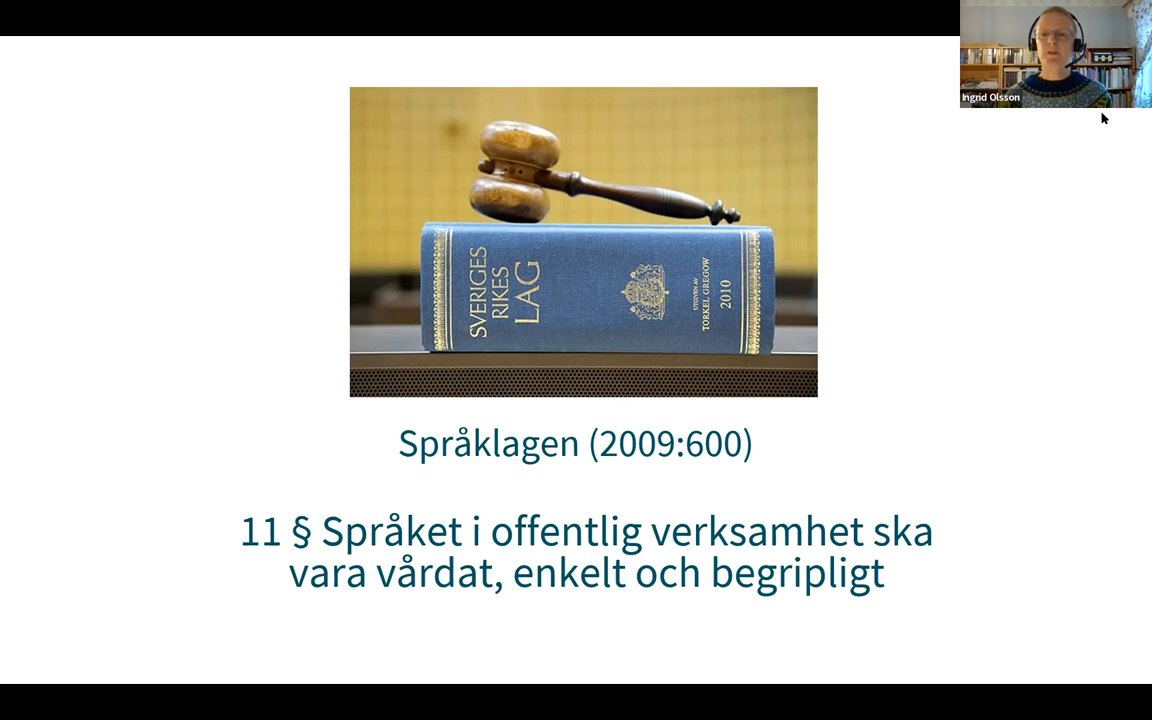 Ingrid Olsson
SVERIGES
RIKES
LAG
UTGIVEN AV
TORKEL GREGOW
2010
Språklagen (2009:600)
11 § Språket i offentlig verksamhet ska
vara vårdat, enkelt och begripligt